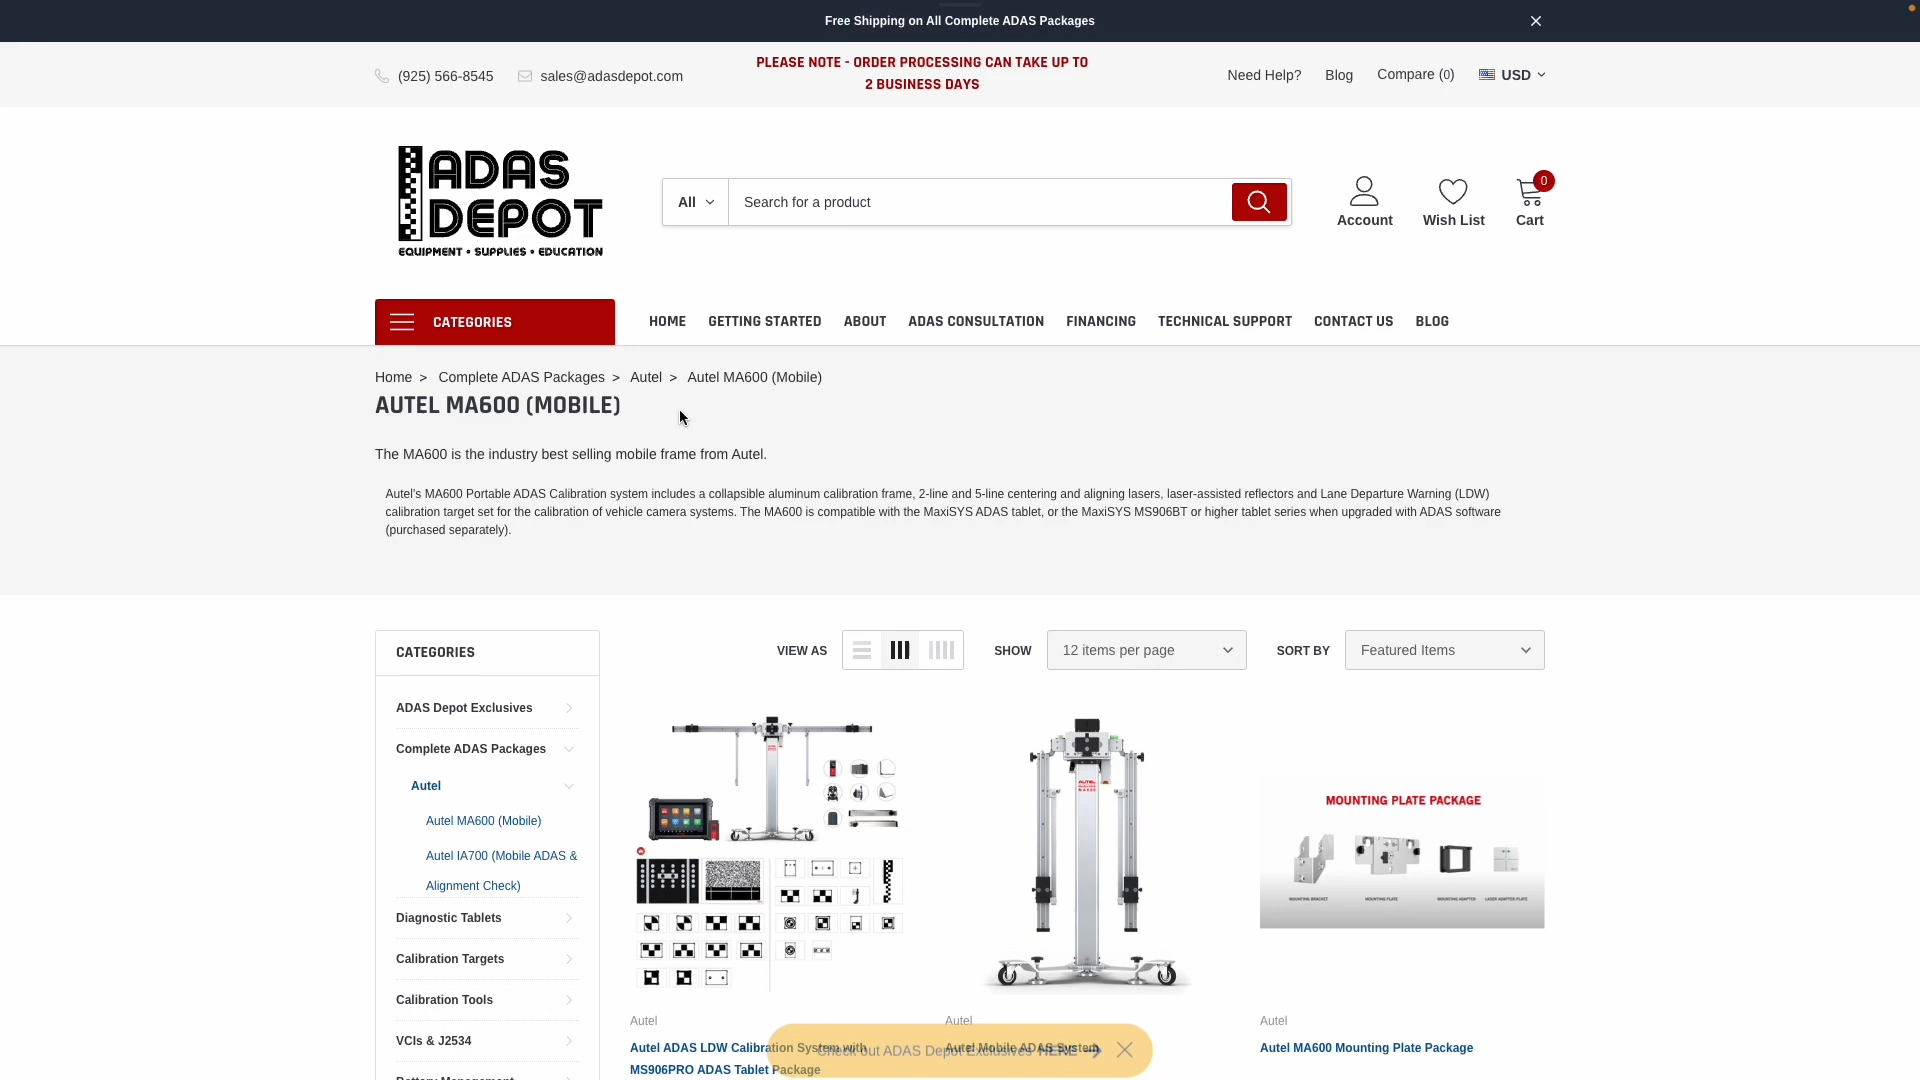 Free Shipping on All Complete ADAS Packages
(925) 566-8545
sales@adasdepot.com
PLEASE NOTE - ORDER PROCESSING CAN TAKE UP TO
2 BUSINESS DAYS
Need Help?
Blog
Compare (0)
USD
ADAS
DEPOT
EQUIPMENT • SUPPLIES • EDUCATION
All
Search for a product
Account
Wish List
0
Cart
CATEGORIES
HOME
GETTING STARTED
ABOUT
ADAS CONSULTATION
FINANCING
TECHNICAL SUPPORT
CONTACT US
BLOG
Home > Complete ADAS Packages > Autel > Autel MA600 (Mobile)
AUTEL MA600 (MOBILE)
The MA600 is the industry best selling mobile frame from Autel.
Autel's MA600 Portable ADAS Calibration system includes a collapsible aluminum calibration frame, 2-line and 5-line centering and aligning lasers, laser-assisted reflectors and Lane Departure Warning (LDW)
calibration target set for the calibration of vehicle camera systems. The MA600 is compatible with the MaxiSYS ADAS tablet, or the MaxiSYS MS906BT or higher tablet series when upgraded with ADAS software
(purchased separately).
CATEGORIES
ADAS Depot Exclusives
Complete ADAS Packages
Autel
Autel MA600 (Mobile)
Autel IA700 (Mobile ADAS &
Alignment Check)
Diagnostic Tablets
Calibration Targets
Calibration Tools
VCIs & J2534
Battery Management
VIEW AS
SHOW
12 items per page
SORT BY
Featured Items
AUTEL
MA600
MOUNTING PLATE PACKAGE
MOUNTING BRACKET
MOUNTING PLATE
MOUNTING ADAPTER
LASER ADAPTER PLATE
Autel
Autel ADAS LDW Calibration System with
MS906PRO ADAS Tablet Package
Autel
Autel Mobile ADAS System
Autel
Autel MA600 Mounting Plate Package
Check out ADAS Depot Exclusives HERE